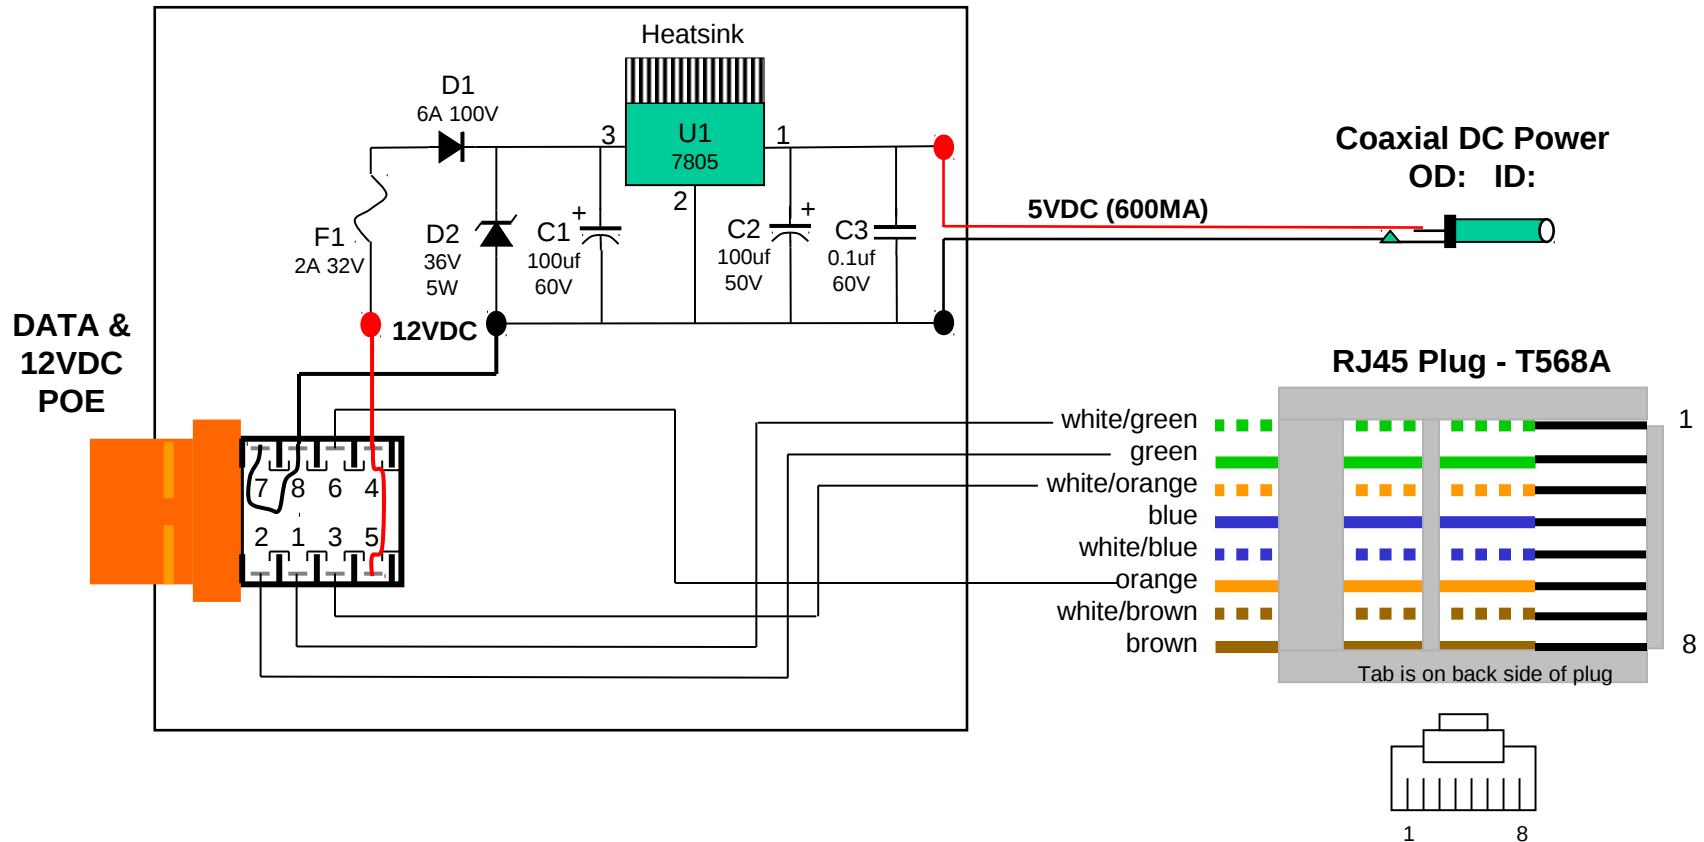 Heatsink
D1
6A 100V
3
U1
7805
1
2
F1
2A 32V
D2
36V
5W
C1
+
100uf
60V
C2
+
100uf
50V
C3
0.1uf
60V
12VDC
5VDC (600MA)
Coaxial DC Power
OD: ID:
DATA &
12VDC
POE
7 8 6 4
2 1 3 5
RJ45 Plug - T568A
white/green
green
white/orange
blue
white/blue
orange
white/brown
brown
1
8
Tab is on back side of plug
1 8